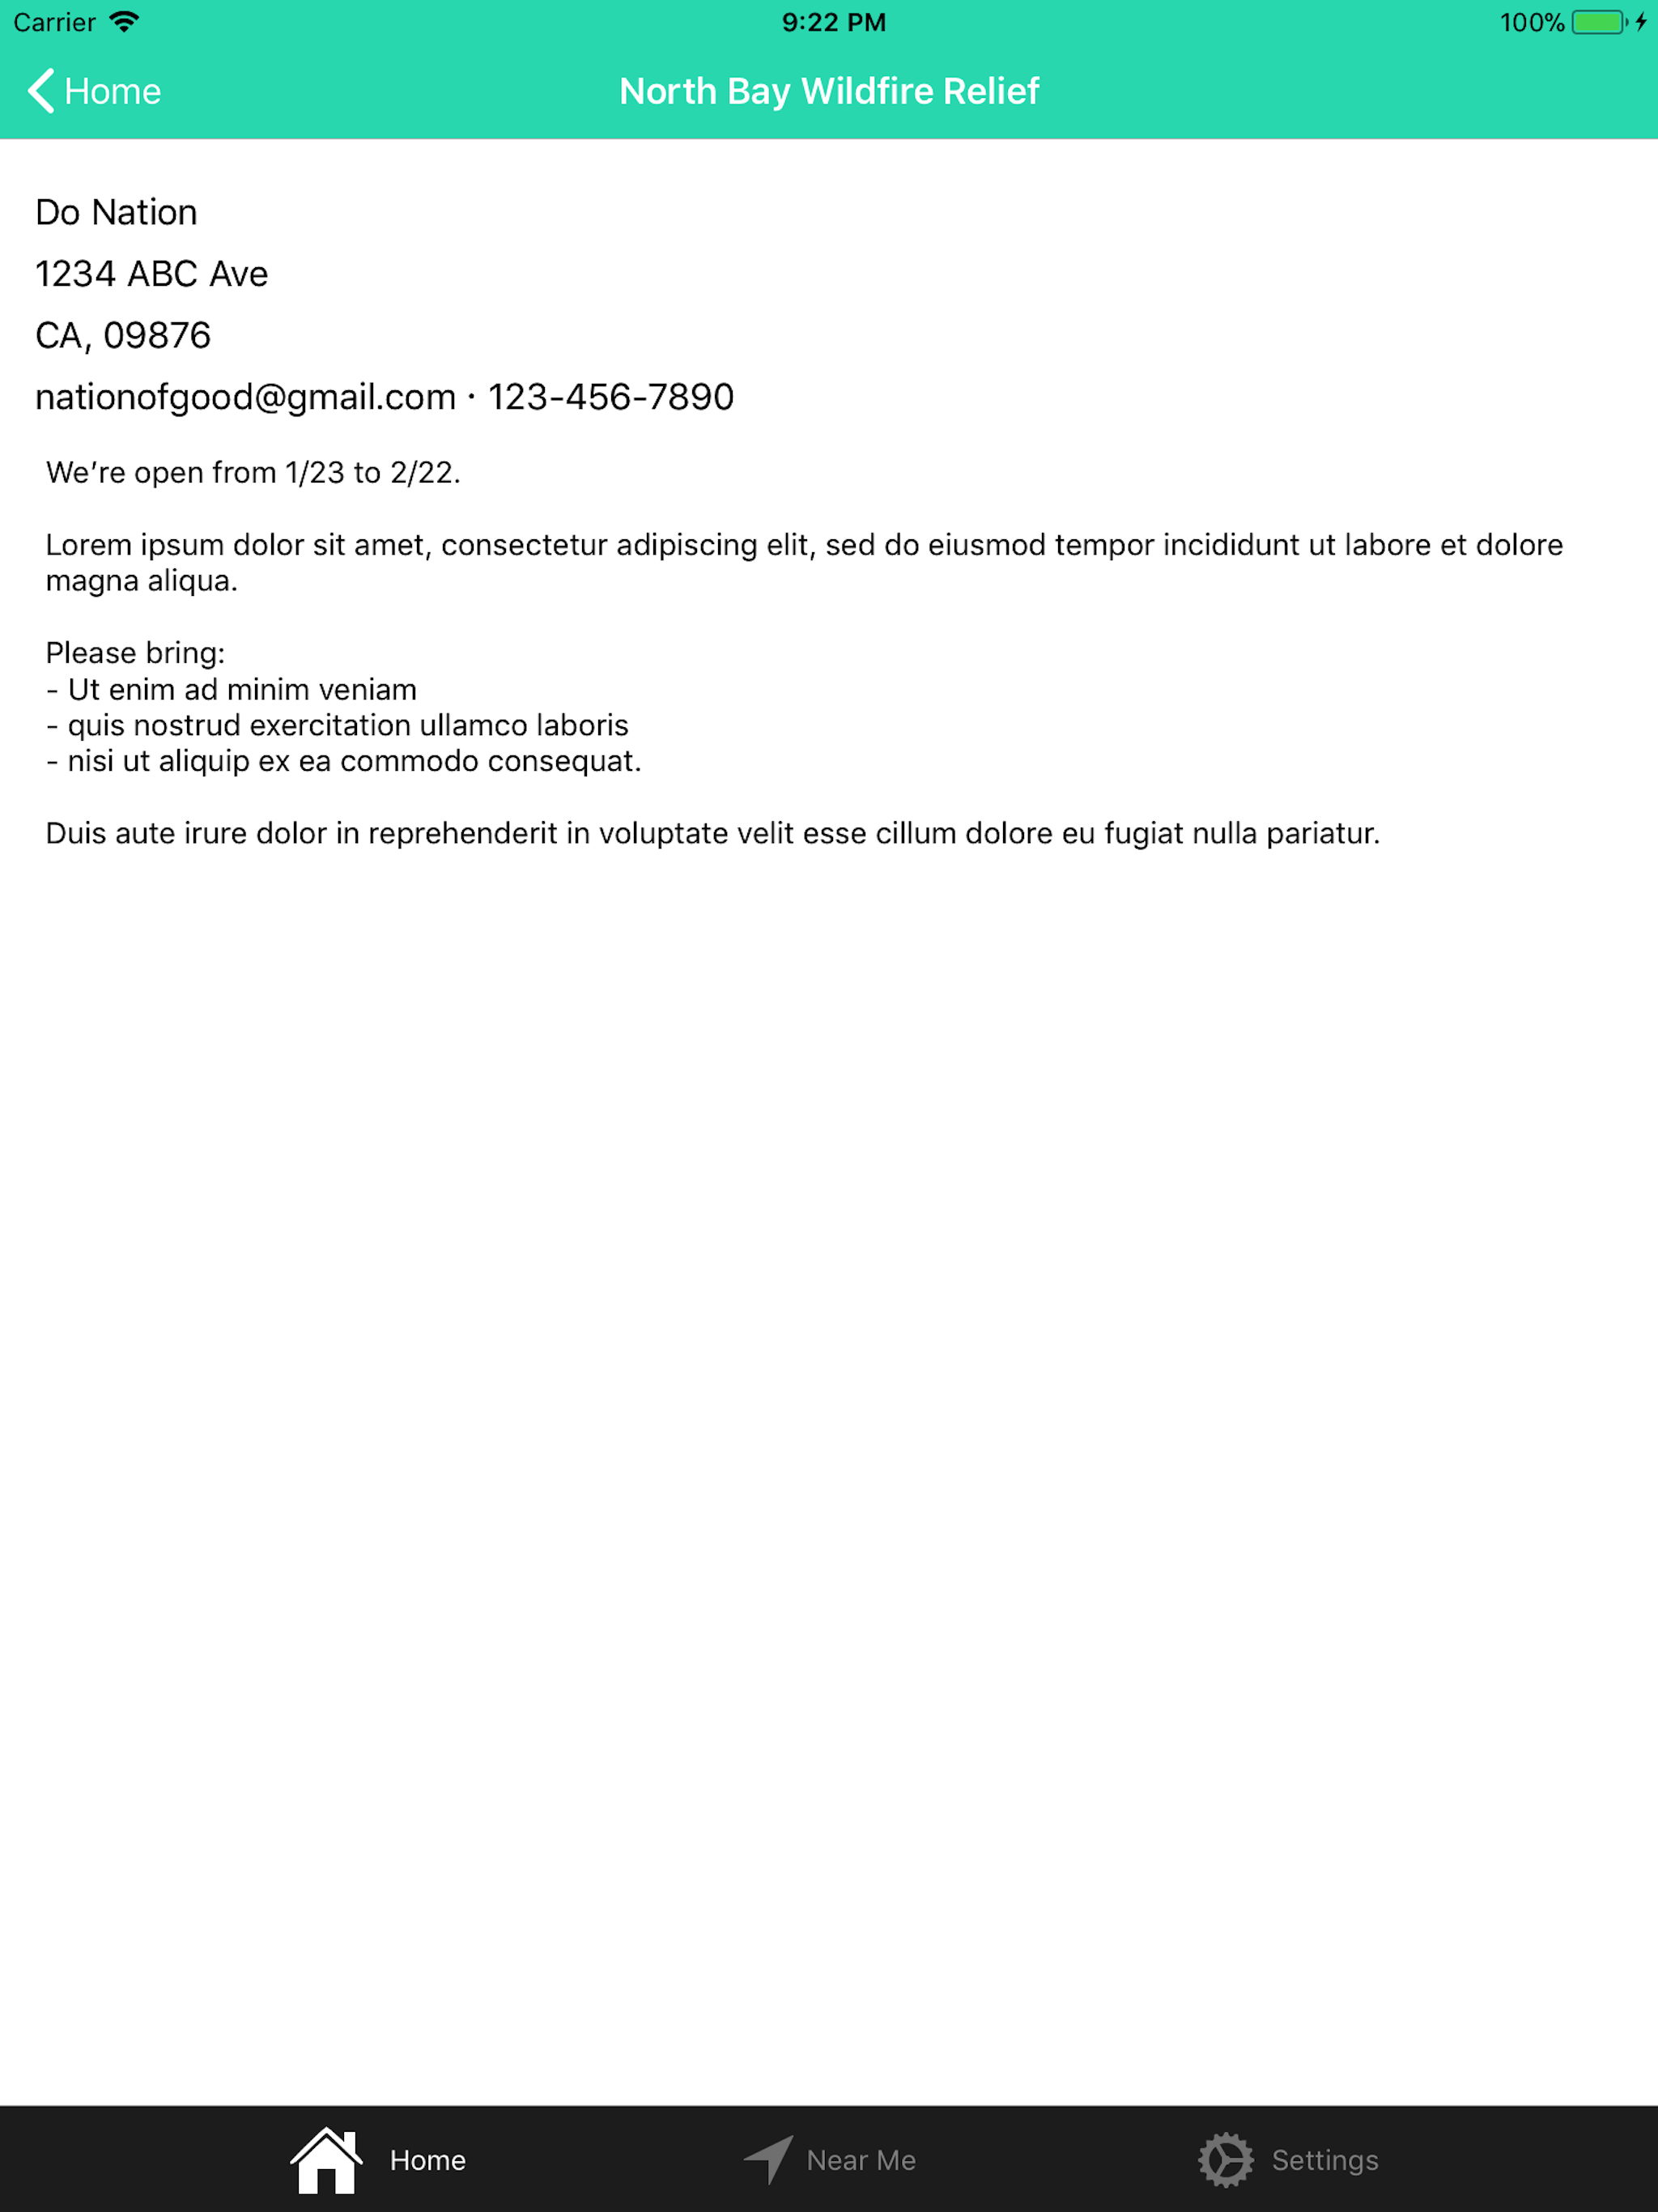 Carrier 9:22 PM 100%
Home North Bay Wildfire Relief
Do Nation
1234 ABC Ave
CA, 09876
nationofgood@gmail.com · 123-456-7890
We’re open from 1/23 to 2/22.
Lorem ipsum dolor sit amet, consectetur adipiscing elit, sed do eiusmod tempor incididunt ut labore et dolore
magna aliqua.
Please bring:
- Ut enim ad minim veniam
- quis nostrud exercitation ullamco laboris
- nisi ut aliquip ex ea commodo consequat.
Duis aute irure dolor in reprehenderit in voluptate velit esse cillum dolore eu fugiat nulla pariatur.
Home Near Me Settings